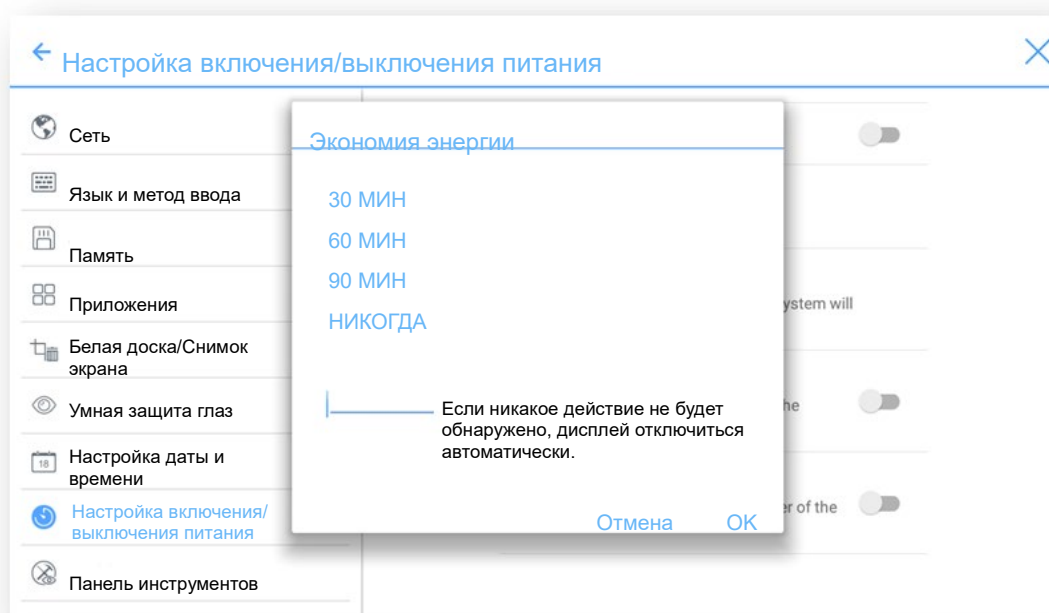 Настройка включения/выключения питания
Сеть
Язык и метод ввода
Память
Приложения
Белая доска/Снимок
экрана
Умная защита глаз
18
Настройка даты и
времени
Настройка включения/
выключения питания
Панель инструментов
Экономия энергии
30 МИН
60 МИН
90 МИН
НИКОГДА
Если никакое действие не будет
обнаружено, дисплей отключиться
автоматически.
Отмена OK
ystem will
he
er of the